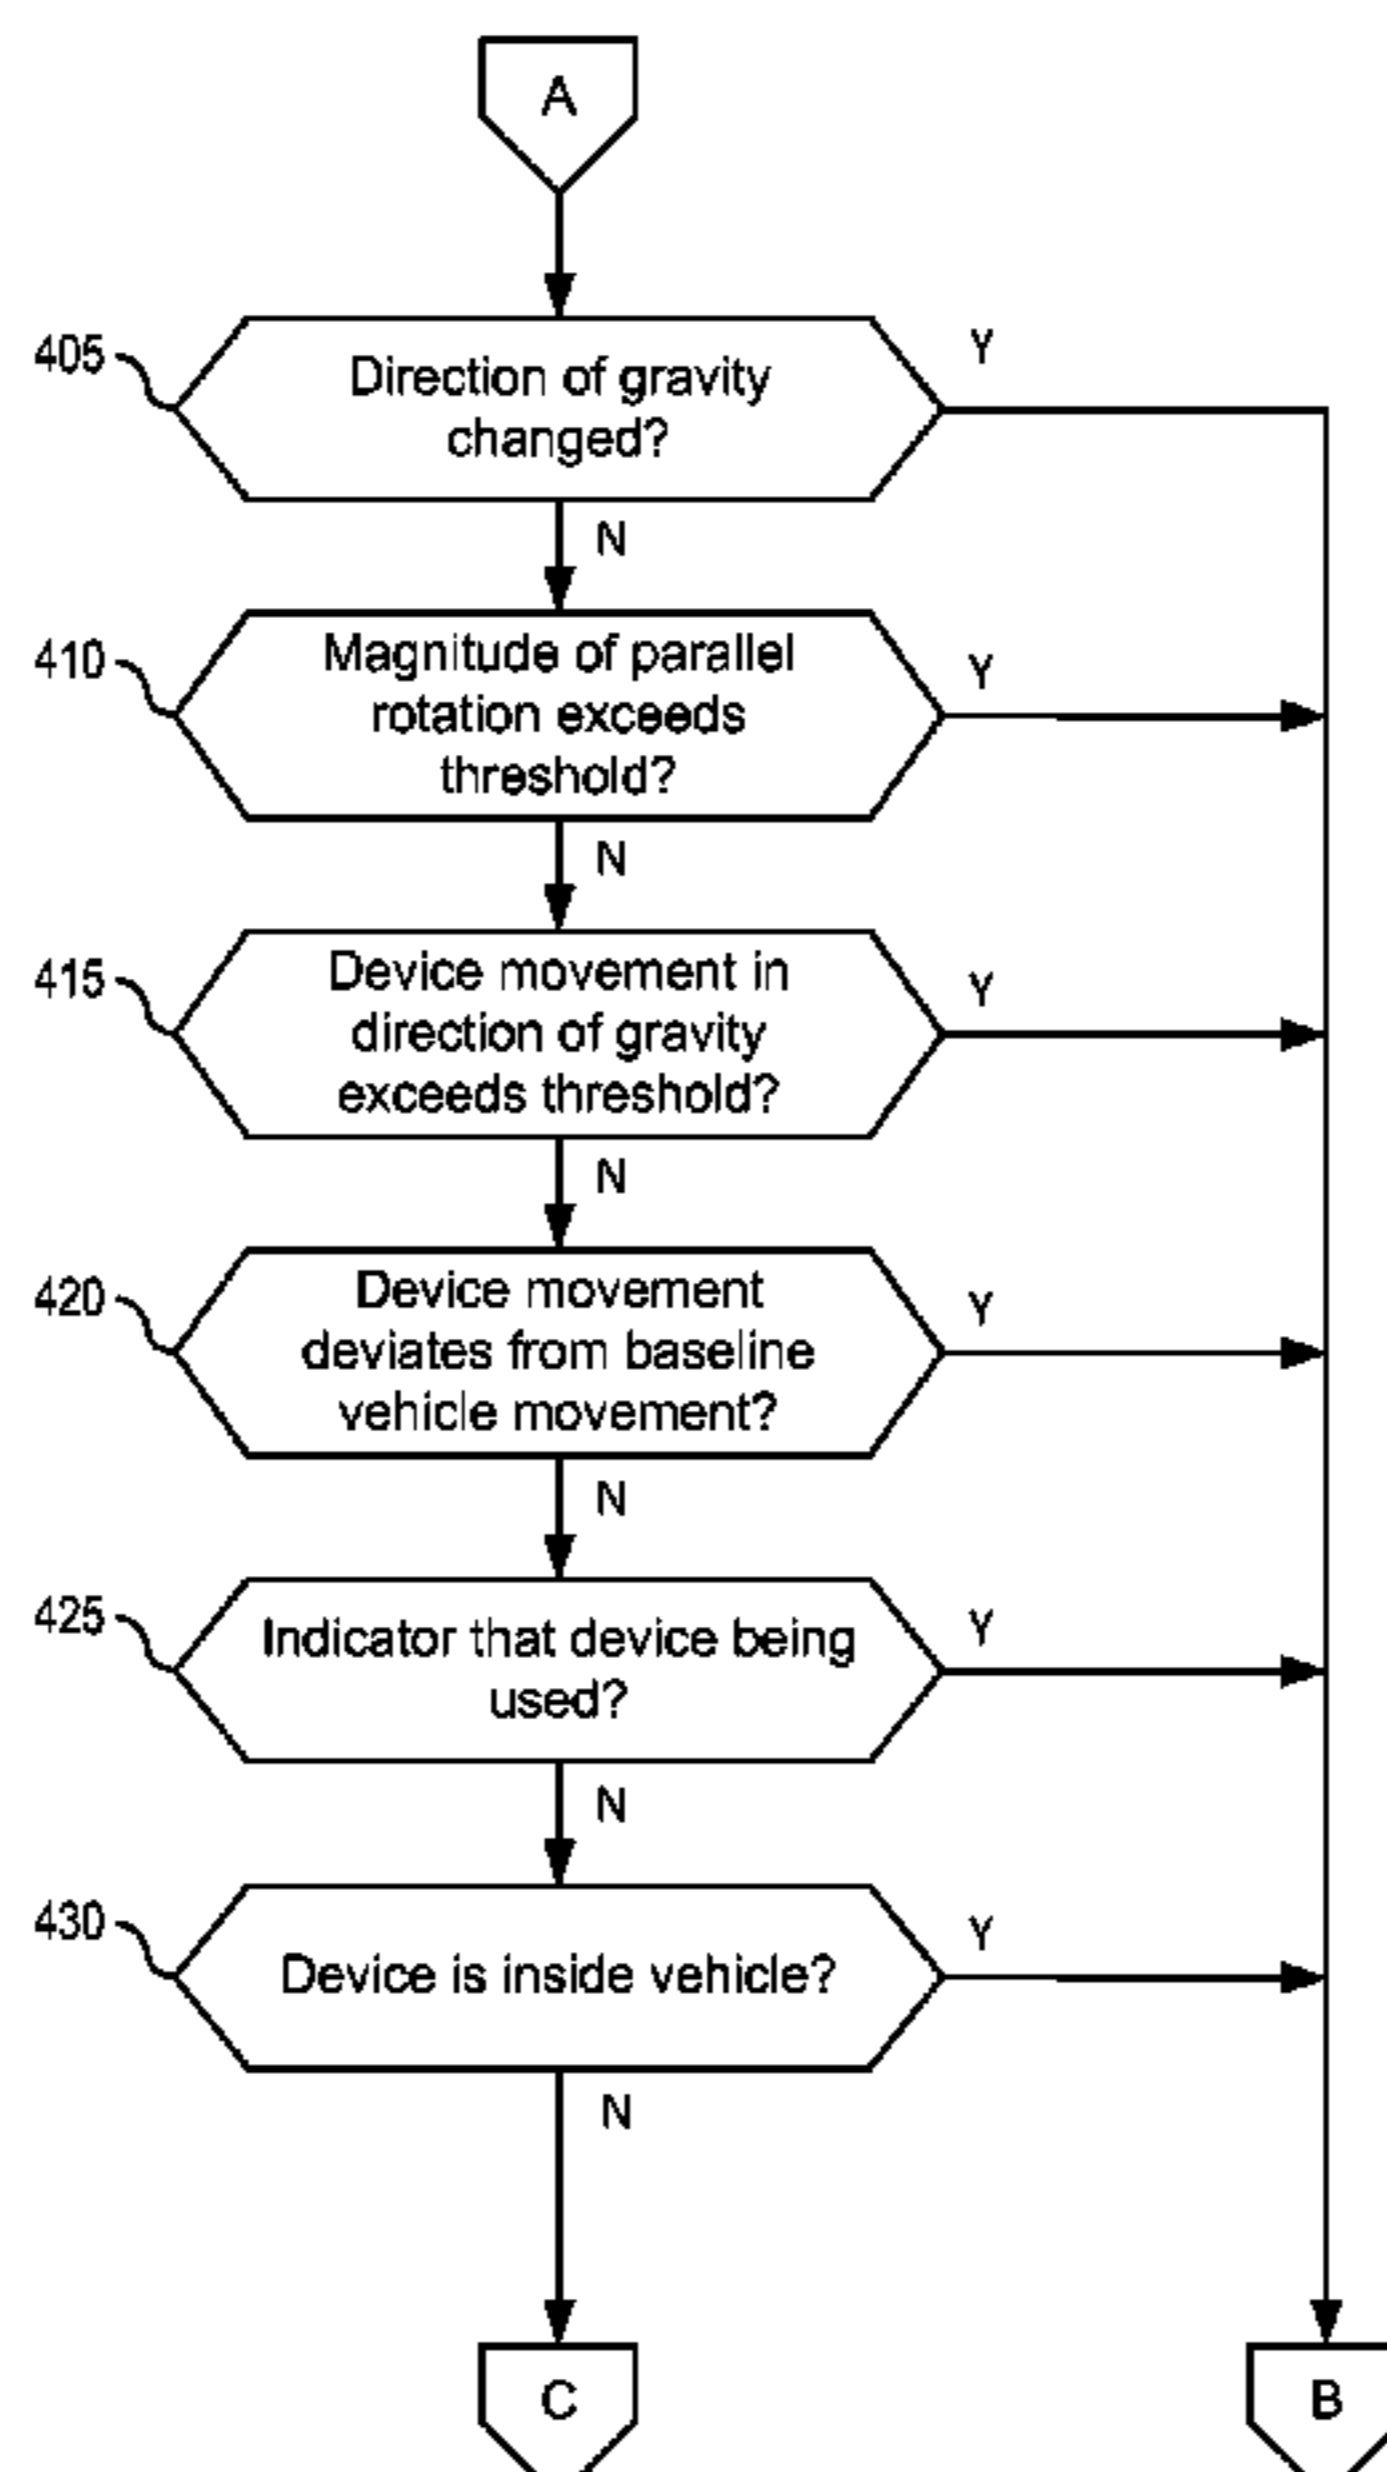 A
405
Direction of gravity
changed?
Y
N
410
Magnitude of parallel
rotation exceeds
threshold?
Y
N
415
Device movement in
direction of gravity
exceeds threshold?
Y
N
420
Device movement
deviates from baseline
vehicle movement?
Y
N
425
Indicator that device being
used?
Y
N
430
Device is inside vehicle?
Y
N
C
B